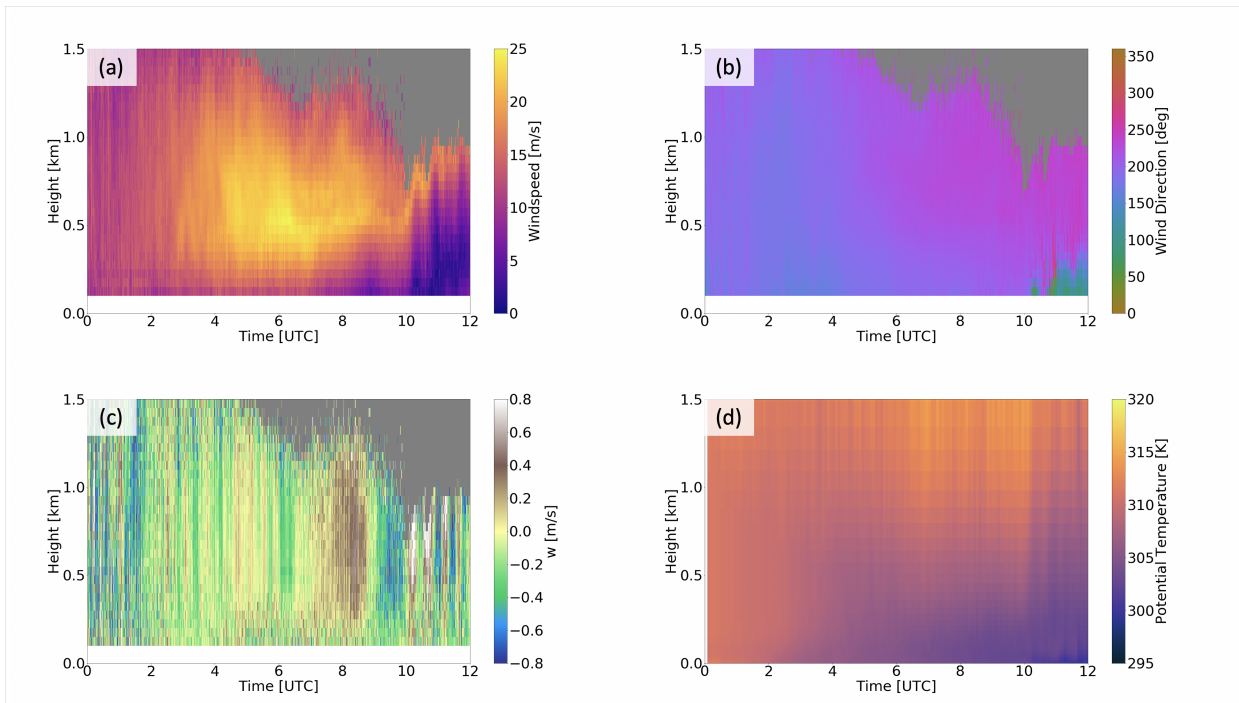 (a)
1.5
1.0
0.5
0.0
Height [km]
0 2 4 6 8 10 12
Time [UTC]
25
20
15
10
5
0
Windspeed [m/s]
(b)
1.5
1.0
0.5
0.0
Height [km]
0 2 4 6 8 10 12
Time [UTC]
350
300
250
200
150
100
50
0
Wind Direction [deg]
(c)
1.5
1.0
0.5
0.0
Height [km]
0 2 4 6 8 10 12
Time [UTC]
0.8
0.6
0.4
0.2
0.0
−0.2
−0.4
−0.6
−0.8
w [m/s]
(d)
1.5
1.0
0.5
0.0
Height [km]
0 2 4 6 8 10 12
Time [UTC]
320
315
310
305
300
295
Potential Temperature [K]